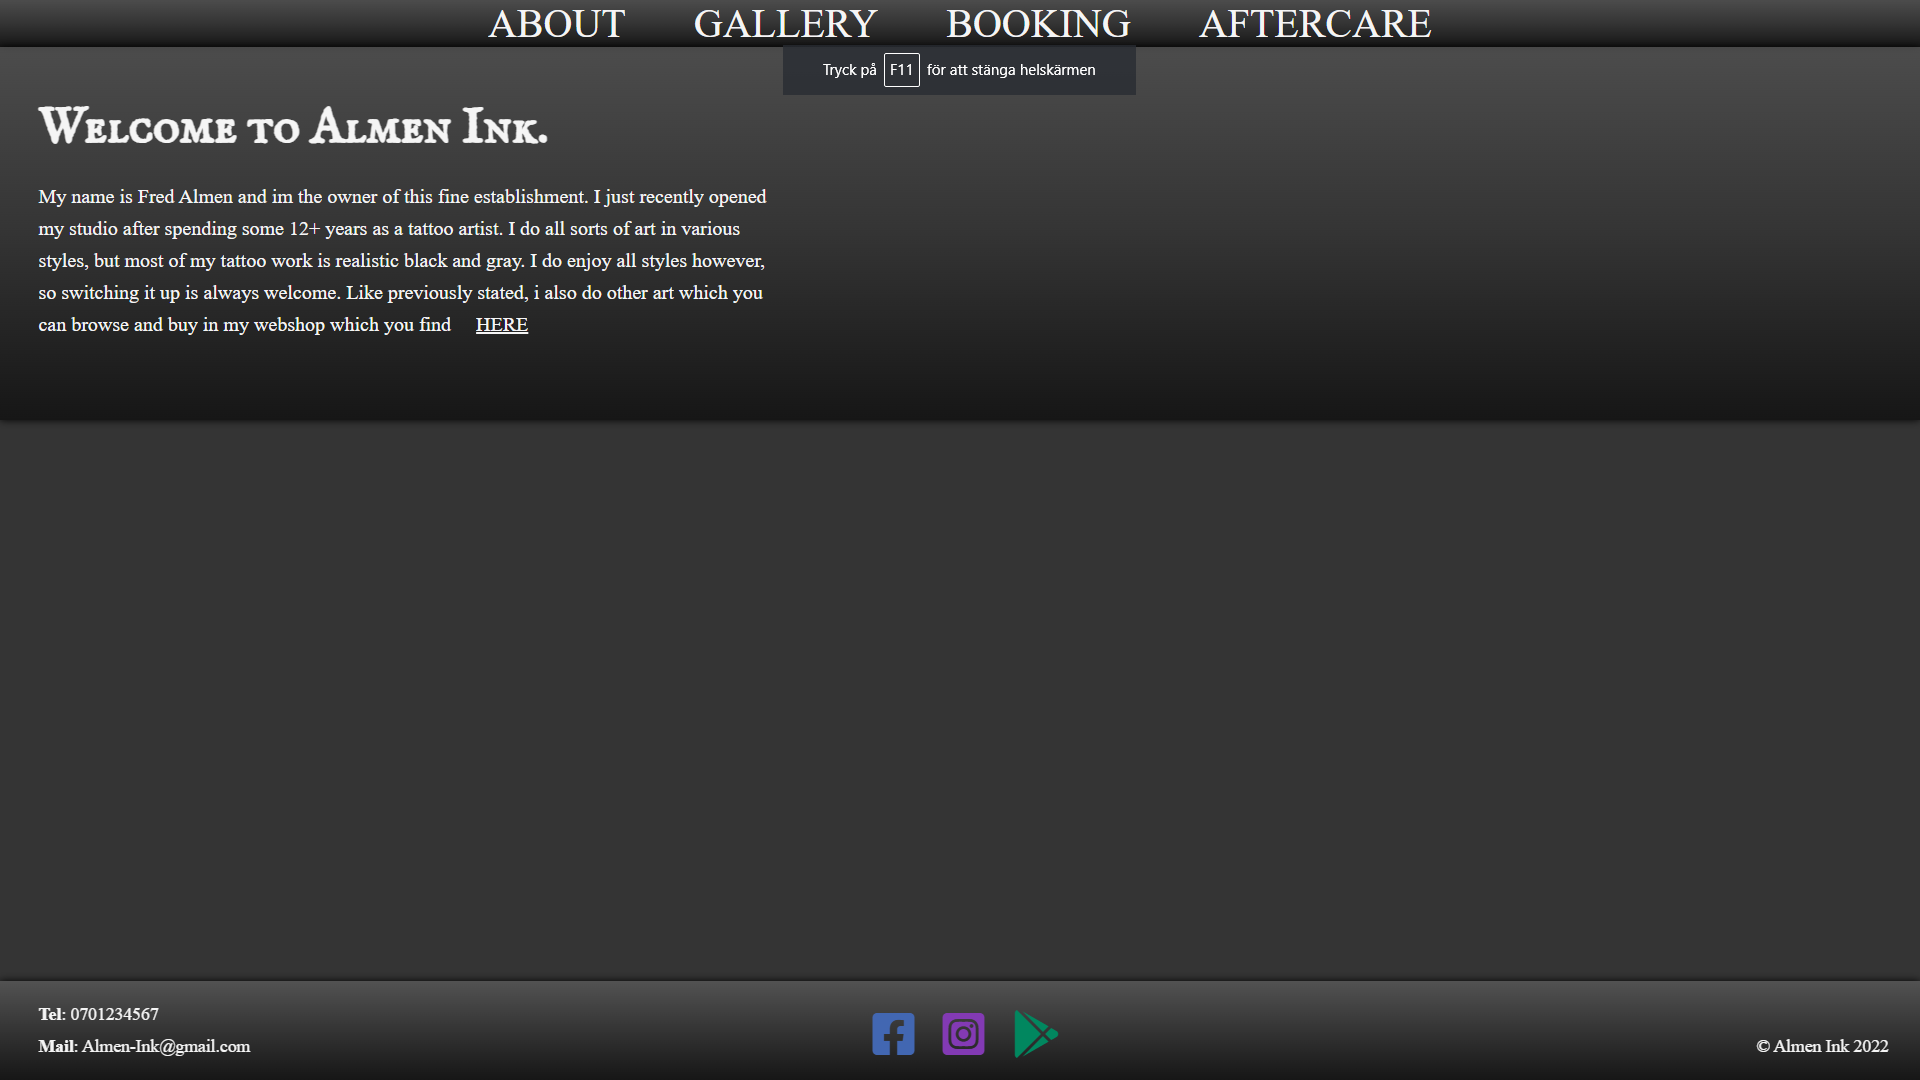 ABOUT GALLERY BOOKING AFTERCARE
Tryck på F11 för att stänga helskärmen
Welcome to Almen Ink.
My name is Fred Almen and im the owner of this fine establishment. I just recently opened
my studio after spending some 12+ years as a tattoo artist. I do all sorts of art in various
styles, but most of my tattoo work is realistic black and gray. I do enjoy all styles however,
so switching it up is always welcome. Like previously stated, i also do other art which you
can browse and buy in my webshop which you find HERE
Tel: 0701234567
Mail: Almen-Ink@gmail.com
© Almen Ink 2022